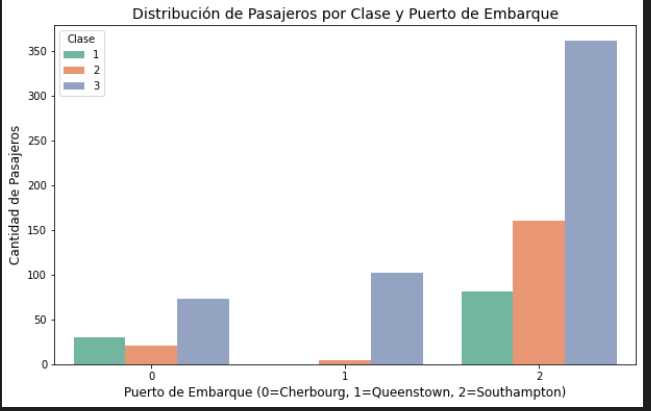 Distribución de Pasajeros por Clase y Puerto de Embarque
Clase
1
2
3
Cantidad de Pasajeros
350
300
250
200
150
100
50
0
0 1 2
Puerto de Embarque (0=Cherbourg, 1=Queenstown, 2=Southampton)